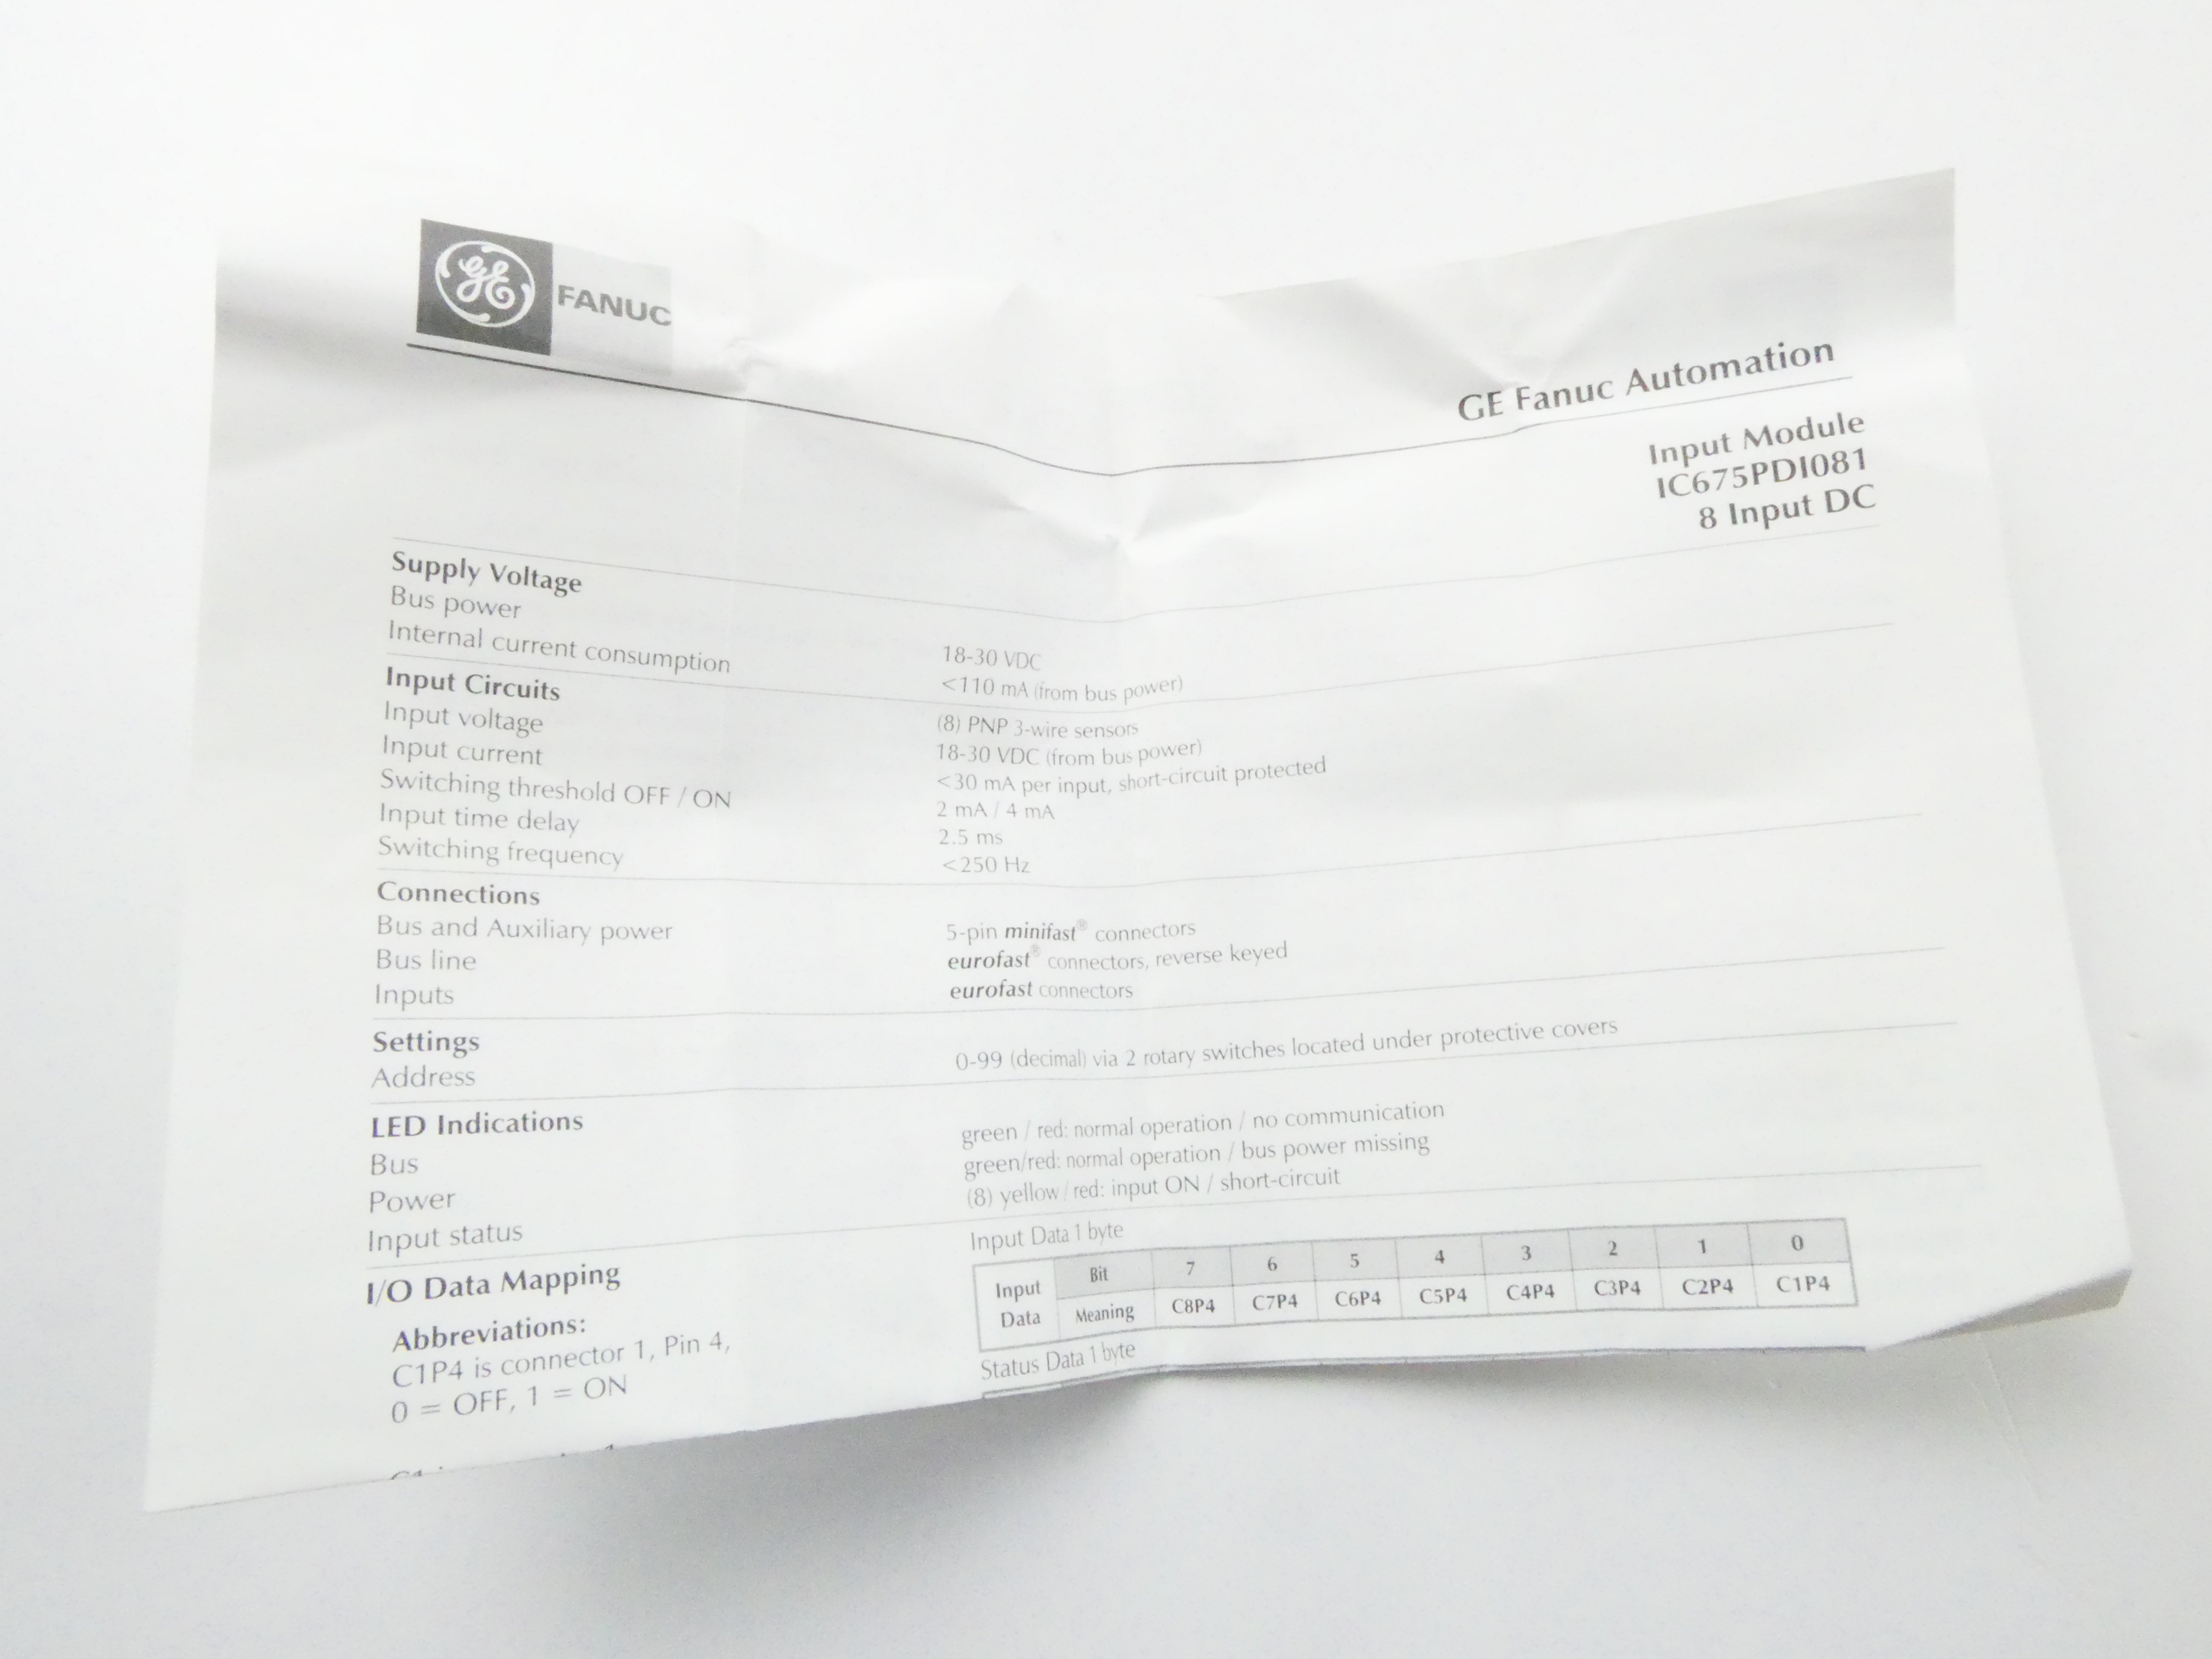 GE FANUC
GE Fanuc Automation
Input Module
IC675PDI081
8 Input DC
Supply Voltage
Bus power 18-30 VDC
Internal current consumption <110 mA (from bus power)
Input Circuits (8) PNP 3-wire sensors
Input voltage 18-30 VDC (from bus power)
Input current <30 mA per input, short-circuit protected
Switching threshold OFF / ON 2 mA / 4 mA
Input time delay 2.5 ms
Switching frequency <250 Hz
Connections
Bus and Auxiliary power 5-pin minifast® connectors
Bus line eurofast® connectors, reverse keyed
Inputs eurofast connectors
Settings
Address 0-99 (decimal) via 2 rotary switches located under protective covers
LED Indications
Bus green / red: normal operation / no communication
Power green/red: normal operation / bus power missing
Input status (8) yellow / red: input ON / short-circuit
I/O Data Mapping
Input Data 1 byte
Input Data Bit 7 6 5 4 3 2 1 0
Meaning C8P4 C7P4 C6P4 C5P4 C4P4 C3P4 C2P4 C1P4
Abbreviations:
C1P4 is connector 1, Pin 4,
0 = OFF, 1 = ON
Status Data 1 byte